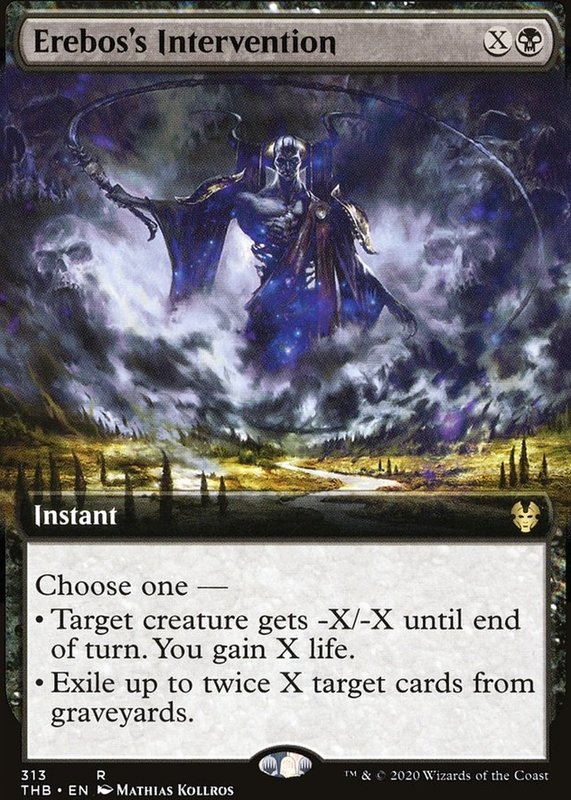 Erebos's Intervention X
Instant
Choose one —
• Target creature gets -X/-X until end
of turn. You gain X life.
• Exile up to twice X target cards from
graveyards.
313 R
THB • EN Mathias Kollros
™ & © 2020 Wizards of the Coast